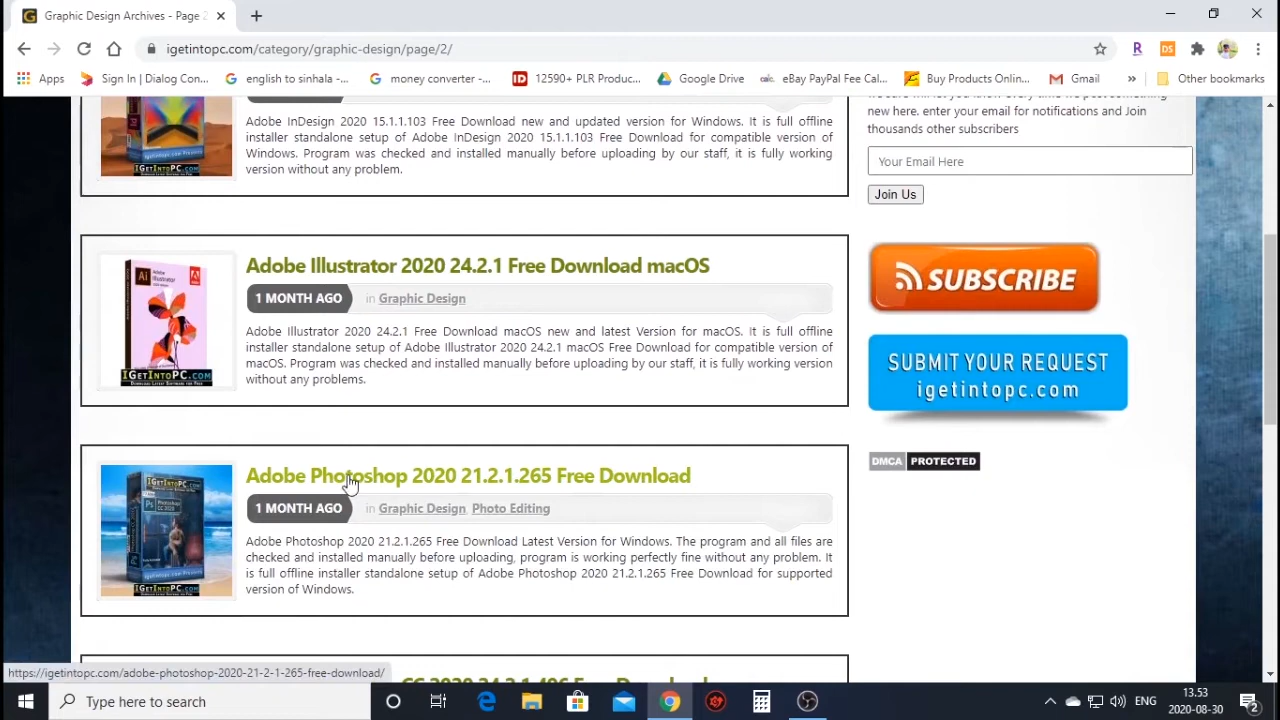 Graphic Design Archives - Page 2
igetintopc.com/category/graphic-design/page/2/
Apps
Sign In | Dialog Con...
english to sinhala -...
money converter -...
12590+ PLR Produc...
Google Drive
eBay PayPal Fee Cal...
Buy Products Onlin...
Gmail
»
Other bookmarks
Adobe InDesign 2020 15.1.1.103 Free Download new and updated version for Windows. It is full offline
installer standalone setup of Adobe InDesign 2020 15.1.1.103 Free Download for compatible version of
Windows. Program was checked and installed manually before uploading by our staff, it is fully working
version without any problem.
IGetIntoPC.com
Adobe Illustrator 2020 24.2.1 Free Download macOS
1 MONTH AGO
in Graphic Design
Adobe Illustrator 2020 24.2.1 Free Download macOS new and latest Version for macOS. It is full offline
installer standalone setup of Adobe Illustrator 2020 24.2.1 macOS Free Download for compatible version of
macOS. Program was checked and installed manually before uploading by our staff, it is fully working version
without any problems.
Ai
IGetIntoPC.com
Adobe Photoshop 2020 21.2.1.265 Free Download
1 MONTH AGO
in Graphic Design Photo Editing
Adobe Photoshop 2020 21.2.1.265 Free Download Latest Version for Windows. The program and all files are
checked and installed manually before uploading, program is working perfectly fine without any problem. It
is full offline installer standalone setup of Adobe Photoshop 2020 21.2.1.265 Free Download for supported
version of Windows.
Ps
IGetIntoPC.com
new here. enter your email for notifications and Join
thousands other subscribers
Your Email Here
Join Us
SUBSCRIBE
SUBMIT YOUR REQUEST
igetintopc.com
DMCA PROTECTED
https://igetintopc.com/adobe-photoshop-2020-21-2-1-265-free-download/
Type here to search
ENG
13.53
2020-08-30
2